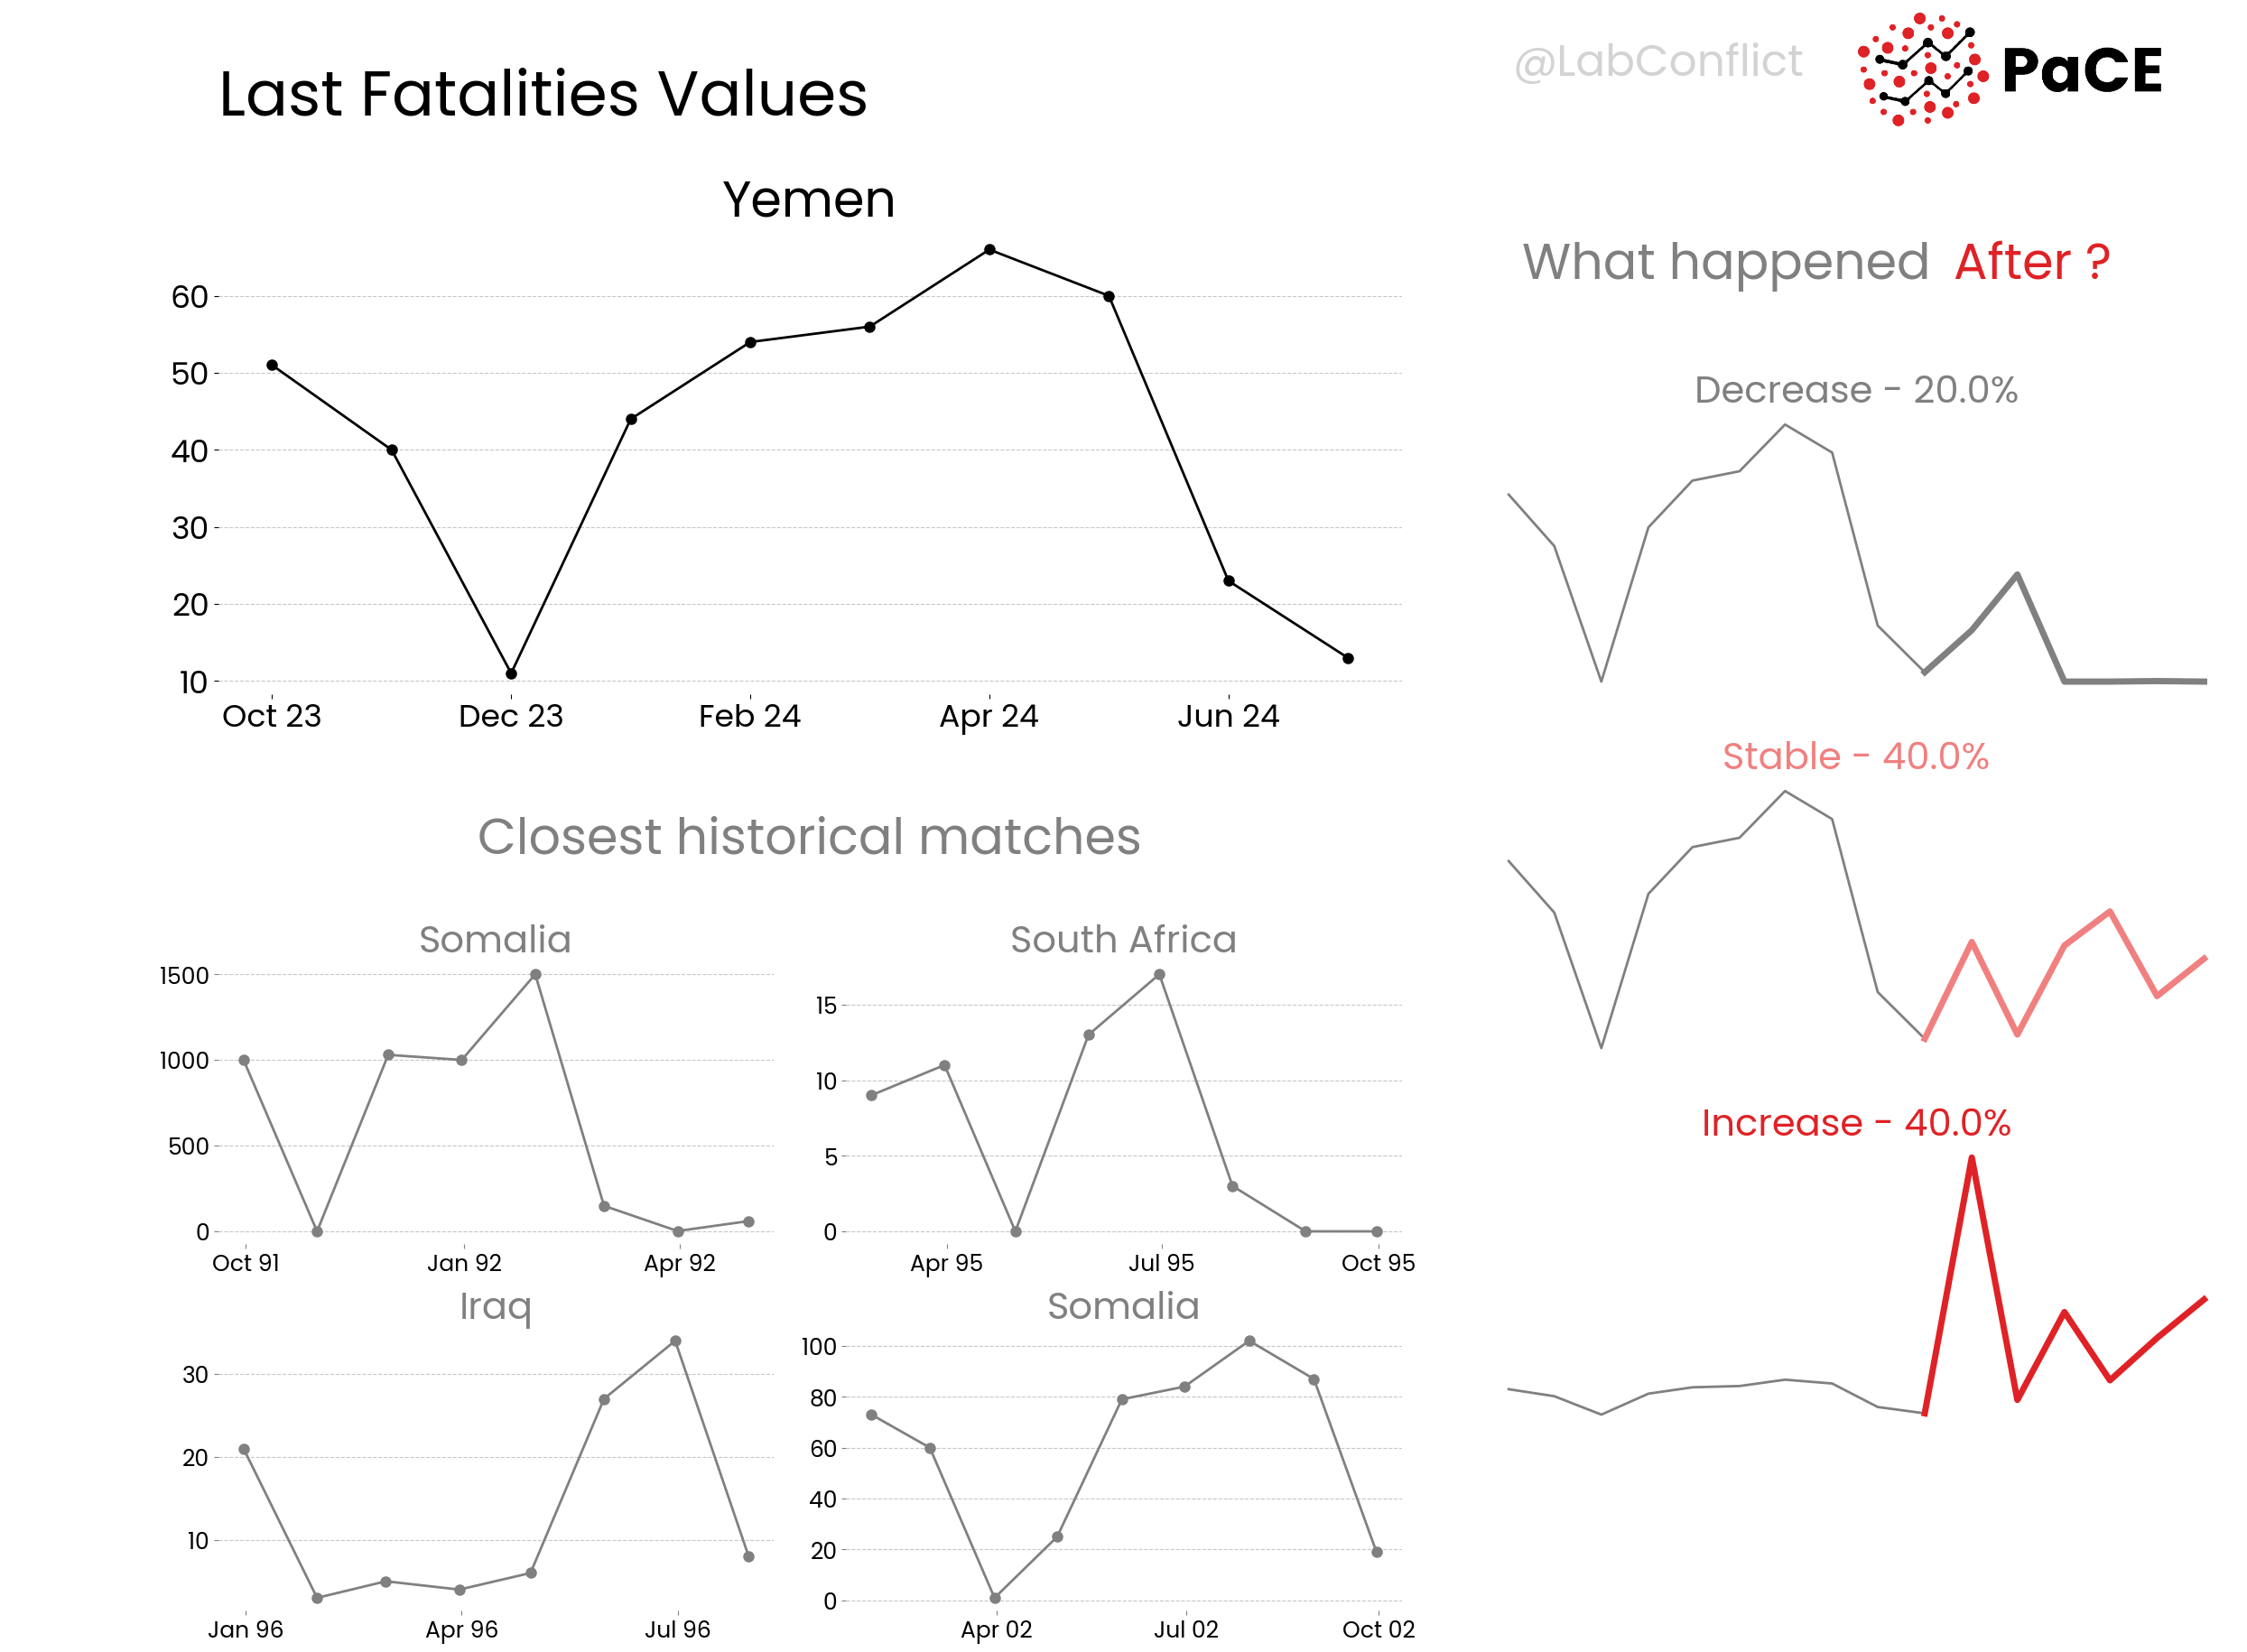 @LabConflict
PaCE
Last Fatalities Values
Yemen
60
50
40
30
20
10
Oct 23 Dec 23 Feb 24 Apr 24 Jun 24
What happened After ?
Decrease - 20.0%
Stable - 40.0%
Increase - 40.0%
Closest historical matches
Somalia
1500
1000
500
0
Oct 91 Jan 92 Apr 92
South Africa
15
10
5
0
Apr 95 Jul 95 Oct 95
Iraq
30
20
10
Jan 96 Apr 96 Jul 96
Somalia
100
80
60
40
20
0
Apr 02 Jul 02 Oct 02